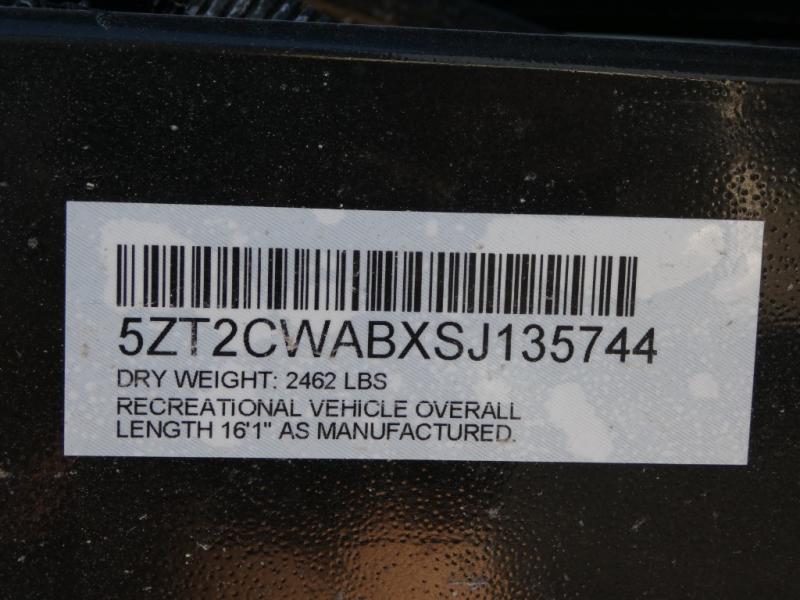 5ZT2CWABXSJ135744
DRY WEIGHT: 2462 LBS
RECREATIONAL VEHICLE OVERALL
LENGTH 16'1" AS MANUFACTURED.